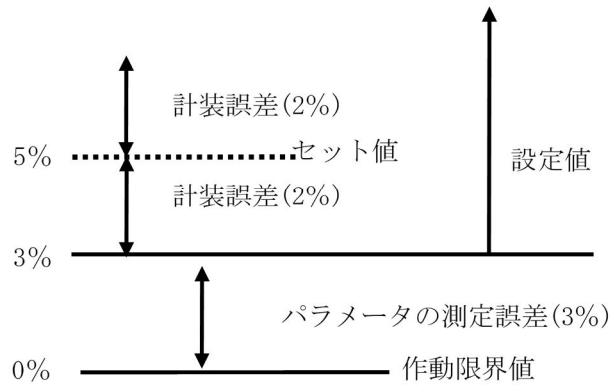 計装誤差(2%)
5%
セット値
設定値
計装誤差(2%)
3%
パラメータの測定誤差(3%)
0%
作動限界値